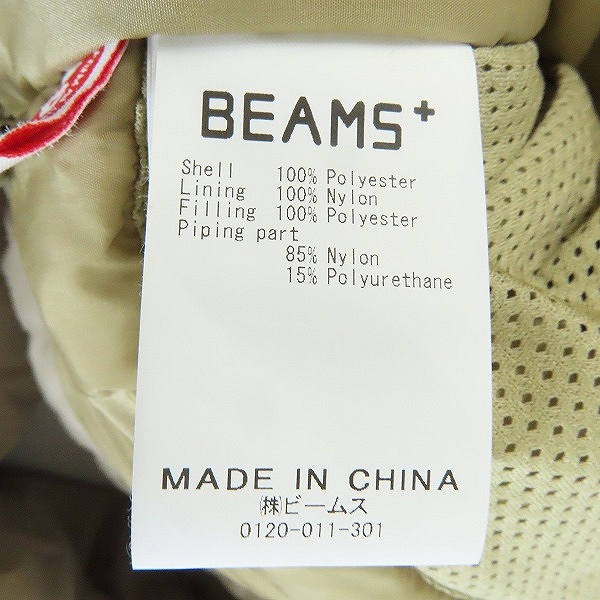 BEAMS+
Shell 100% Polyester
Lining 100% Nylon
Filling 100% Polyester
Piping part
85% Nylon
15% Polyurethane
MADE IN CHINA
㈱ビームス
0120-011-301